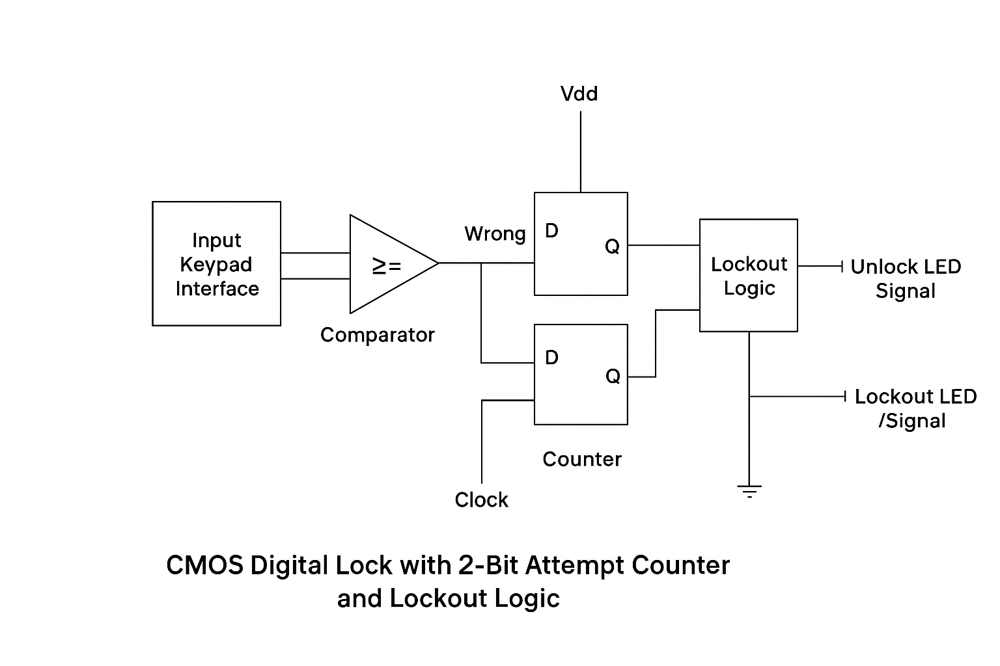 Vdd
Input
Keypad
Interface
≥=
Comparator
Wrong
D
Q
D
Q
Counter
Clock
Lockout
Logic
Unlock LED
Signal
Lockout LED
/Signal
CMOS Digital Lock with 2-Bit Attempt Counter
and Lockout Logic